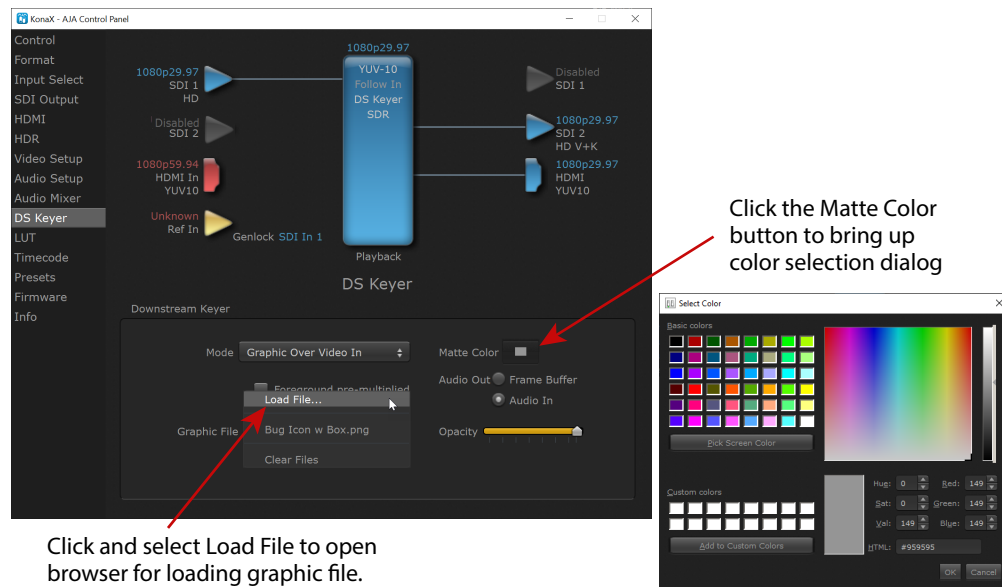 KonaX - AJA Control Panel
Control
Format
Input Select
SDI Output
HDMI
HDR
Video Setup
Audio Setup
Audio Mixer
DS Keyer
LUT
Timecode
Presets
Firmware
Info
1080p29.97
YUV-10
Follow In
DS Keyer
SDR
Playback
1080p29.97
SDI 1
HD
Disabled
SDI 2
1080p59.94
HDMI In
YUV10
Unknown
Ref In
Genlock SDI In 1
Disabled
SDI 1
1080p29.97
SDI 2
HD V+K
1080p29.97
HDMI
YUV10
DS Keyer
Downstream Keyer
Mode Graphic Over Video In
Foreground pre-multiplied
Load File...
Graphic File Bug Icon w Box.png
Clear Files
Matte Color
Audio Out Frame Buffer
Audio In
Opacity
Click the Matte Color
button to bring up
color selection dialog
Select Color
Basic colors
Pick Screen Color
Custom colors
Add to Custom Colors
Hue: 0 Red: 149
Sat: 0 Green: 149
Val: 149 Blue: 149
HTML: #959595
OK Cancel
Click and select Load File to open
browser for loading graphic file.